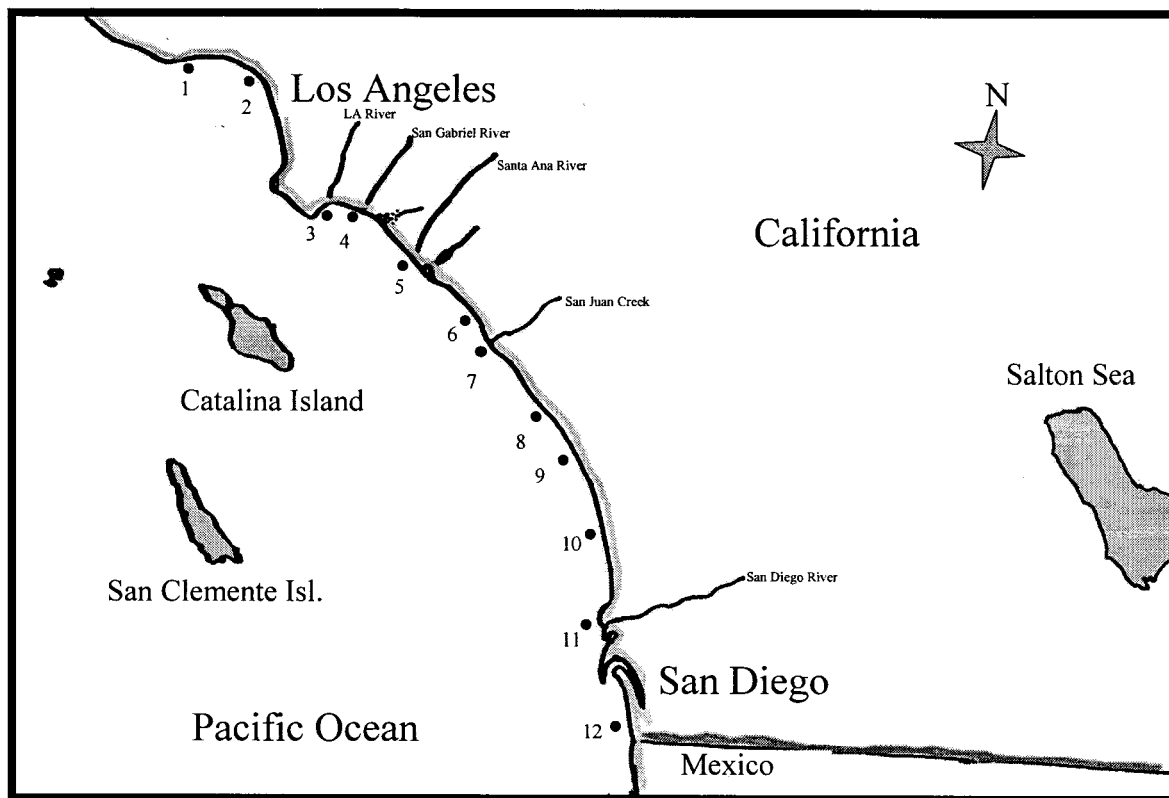 1
2
Los Angeles
N
LA River
San Gabriel River
Santa Ana River
3
4
California
5
San Juan Creek
6
7
Catalina Island
Salton Sea
8
9
10
San Clemente Isl.
San Diego River
11
San Diego
Pacific Ocean
12
Mexico